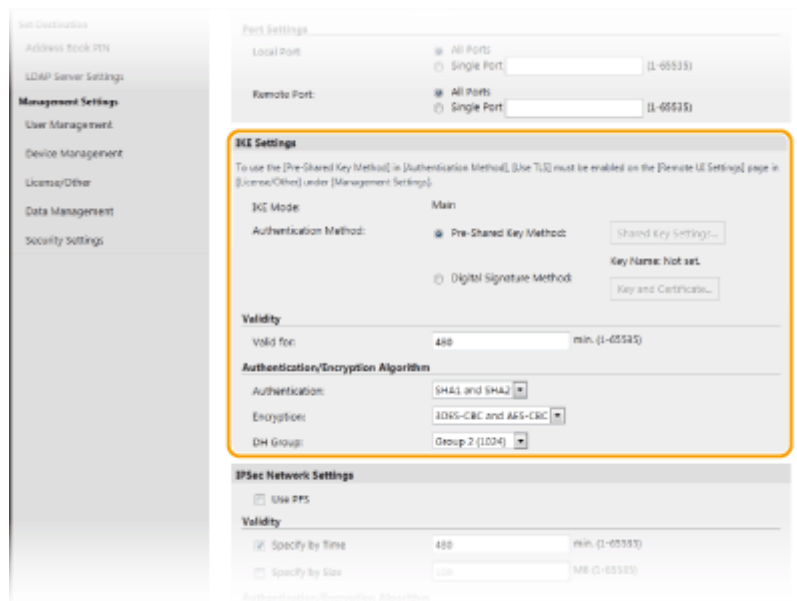 Set Destination
Address Book PIN
LDAP Server Settings
Management Settings
User Management
Device Management
License/Other
Data Management
Security Settings
Port Settings
Local Port: All Ports
Single Port (1-65535)
Remote Port: All Ports
Single Port (1-65535)
IKE Settings
To use the [Pre-Shared Key Method] in [Authentication Method], [Use TLS] must be enabled on the [Remote UI Settings] page in
[License/Other] under [Management Settings].
IKE Mode: Main
Authentication Method: Pre-Shared Key Method: Shared Key Settings...
Key Name: Not set.
Digital Signature Method: Key and Certificate...
Validity
Valid for: 480 min. (1-65535)
Authentication/Encryption Algorithm
Authentication: SHA1 and SHA2
Encryption: 3DES-CBC and AES-CBC
DH Group: Group 2 (1024)
IPSec Network Settings
Use PFS
Validity
Specify by Time 480 min. (1-65535)
Specify by Size 100 MB (1-65535)
Authentication/Encryption Algorithm